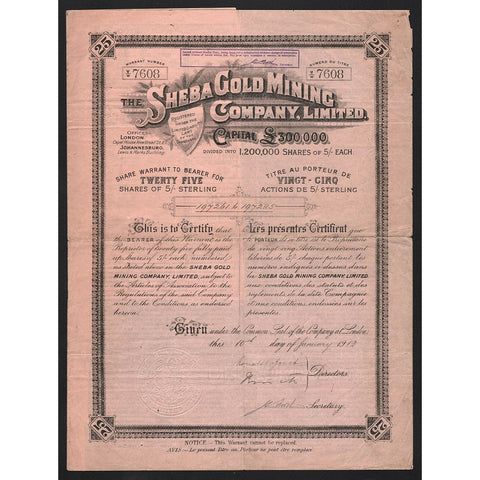 25
25
WARRANT NUMBER
NUMERO DU TITRE
7608
7608
THE SHEBA GOLD MINING
COMPANY, LIMITED.
OFFICES
LONDON
JOHANNESBURG
REGISTERED
UNDER THE
CAPITAL £300,000.
DIVIDED INTO 1,200,000 SHARES OF 5/- EACH
SHARE WARRANT TO BEARER FOR
TWENTY FIVE
SHARES OF 5/- STERLING
TITRE AU PORTEUR DE
VINGT-CINQ
ACTIONS DE 5/- STERLING
This is to Certify that
the BEARER of this Warrant is the
Proprietor of twenty five fully paid
up shares of 5/- each, numbered
as stated above in the SHEBA GOLD
MINING COMPANY, LIMITED, subject to
the Articles of Association & to the
Regulations of the said Company
and to the Conditions as endorsed
hereon.
Les présentes Certifient
que le
PORTEUR de
de vingt cinq Actions entièrement
libérées de 5/- chaque portant les
numéros indiqués ci-dessus dans
la SHEBA GOLD MINING COMPANY, LIMITED
aux conditions des statuts et des
règlements de la dite Compagnie
et aux conditions endossées sur les
présentes.
Given under the Common Seal of the Company at London
this 10th day of January 1913
Directors.
Secretary.
NOTICE - This Warrant cannot be replaced.
AVIS - Le présent Titre au Porteur ne peut être remplacé
25
25